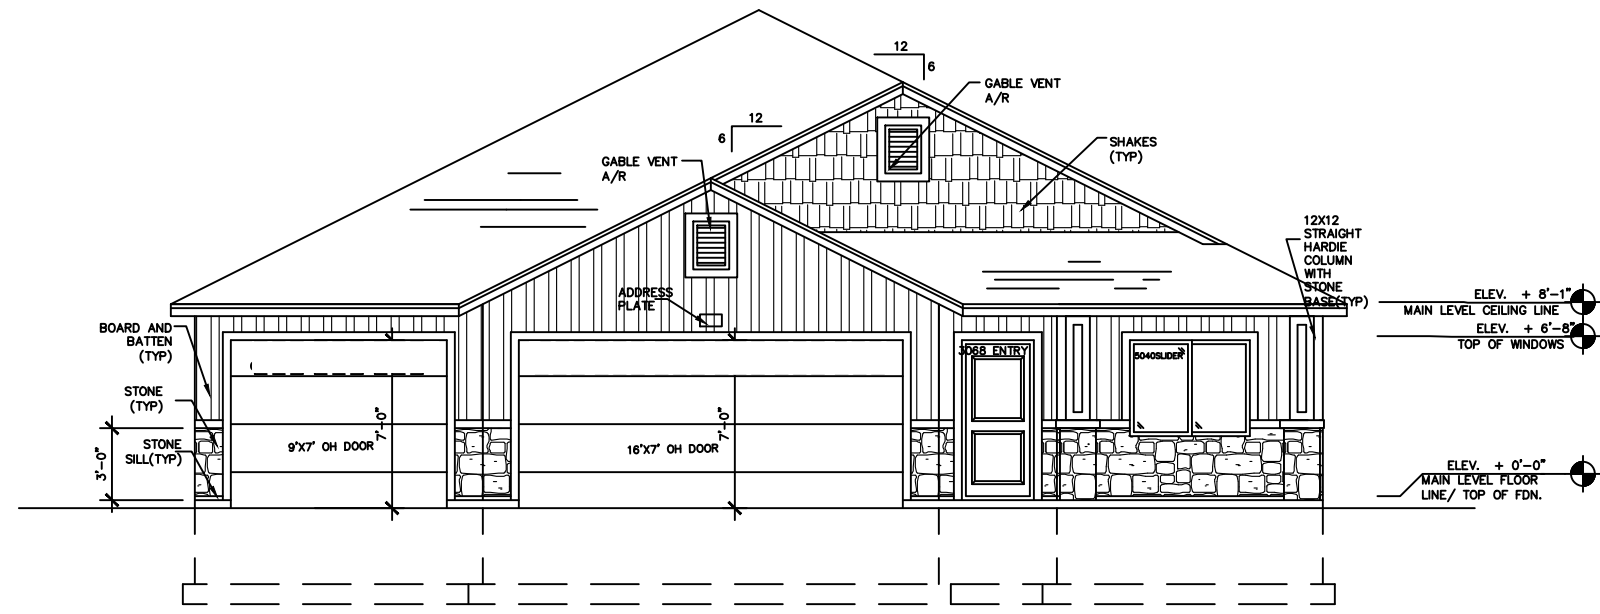 12
6
GABLE VENT
A/R
12
6
GABLE VENT
A/R
SHAKES
(TYP)
12X12
STRAIGHT
HARDIE
COLUMN
WITH
STONE
BASE(TYP)
ADDRESS
PLATE
ELEV. + 8'-1"
MAIN LEVEL CEILING LINE
ELEV. + 6'-8"
TOP OF WINDOWS
BOARD AND
BATTEN
(TYP)
3068 ENTRY
5040SLIDER
STONE
(TYP)
7'-0"
7'-0"
STONE
SILL(TYP)
3'-0"
9'X7' OH DOOR
16'X7' OH DOOR
ELEV. + 0'-0"
MAIN LEVEL FLOOR
LINE/ TOP OF FDN.